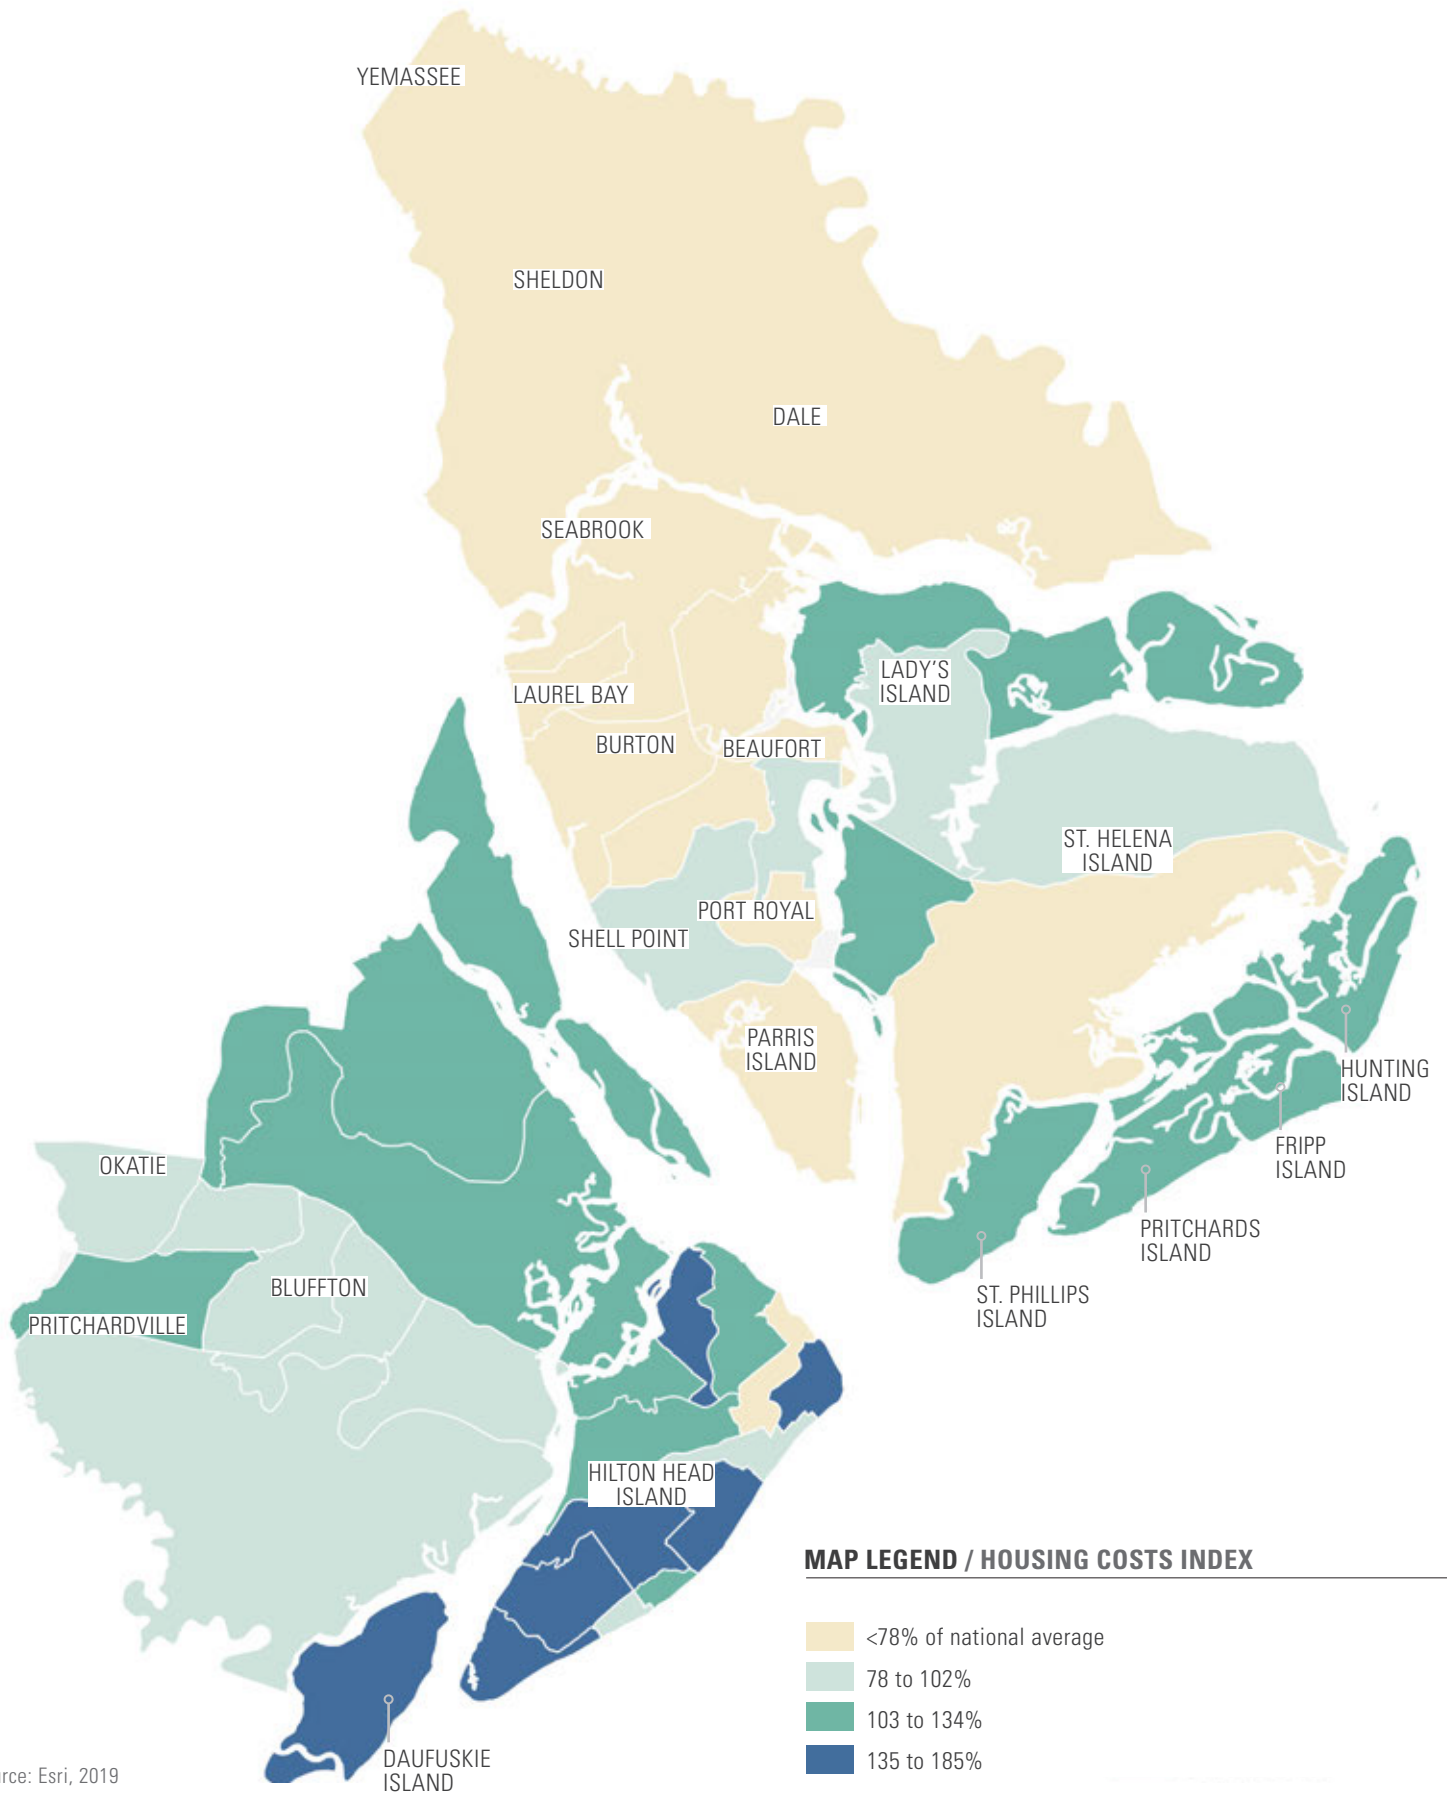 YEMASSEE
SHELDON
DALE
SEABROOK
LADY'S
ISLAND
LAUREL BAY
BURTON
BEAUFORT
ST. HELENA
ISLAND
PORT ROYAL
SHELL POINT
PARRIS
ISLAND
HUNTING
ISLAND
FRIPP
ISLAND
OKATIE
PRITCHARDS
ISLAND
BLUFFTON
ST. PHILLIPS
ISLAND
PRITCHARDVILLE
HILTON HEAD
ISLAND
MAP LEGEND / HOUSING COSTS INDEX
<78% of national average
78 to 102%
103 to 134%
135 to 185%
DAUFUSKIE
ISLAND
rce: Esri, 2019